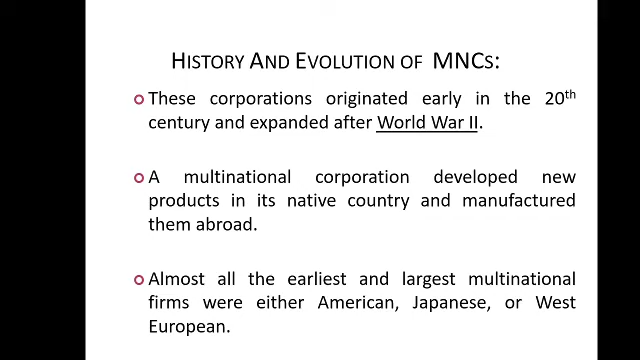 HISTORY AND EVOLUTION OF MNCS:
These corporations originated early in the 20th
century and expanded after World War II.
A multinational corporation developed new
products in its native country and manufactured
them abroad.
Almost all the earliest and largest multinational
firms were either American, Japanese, or West
European.